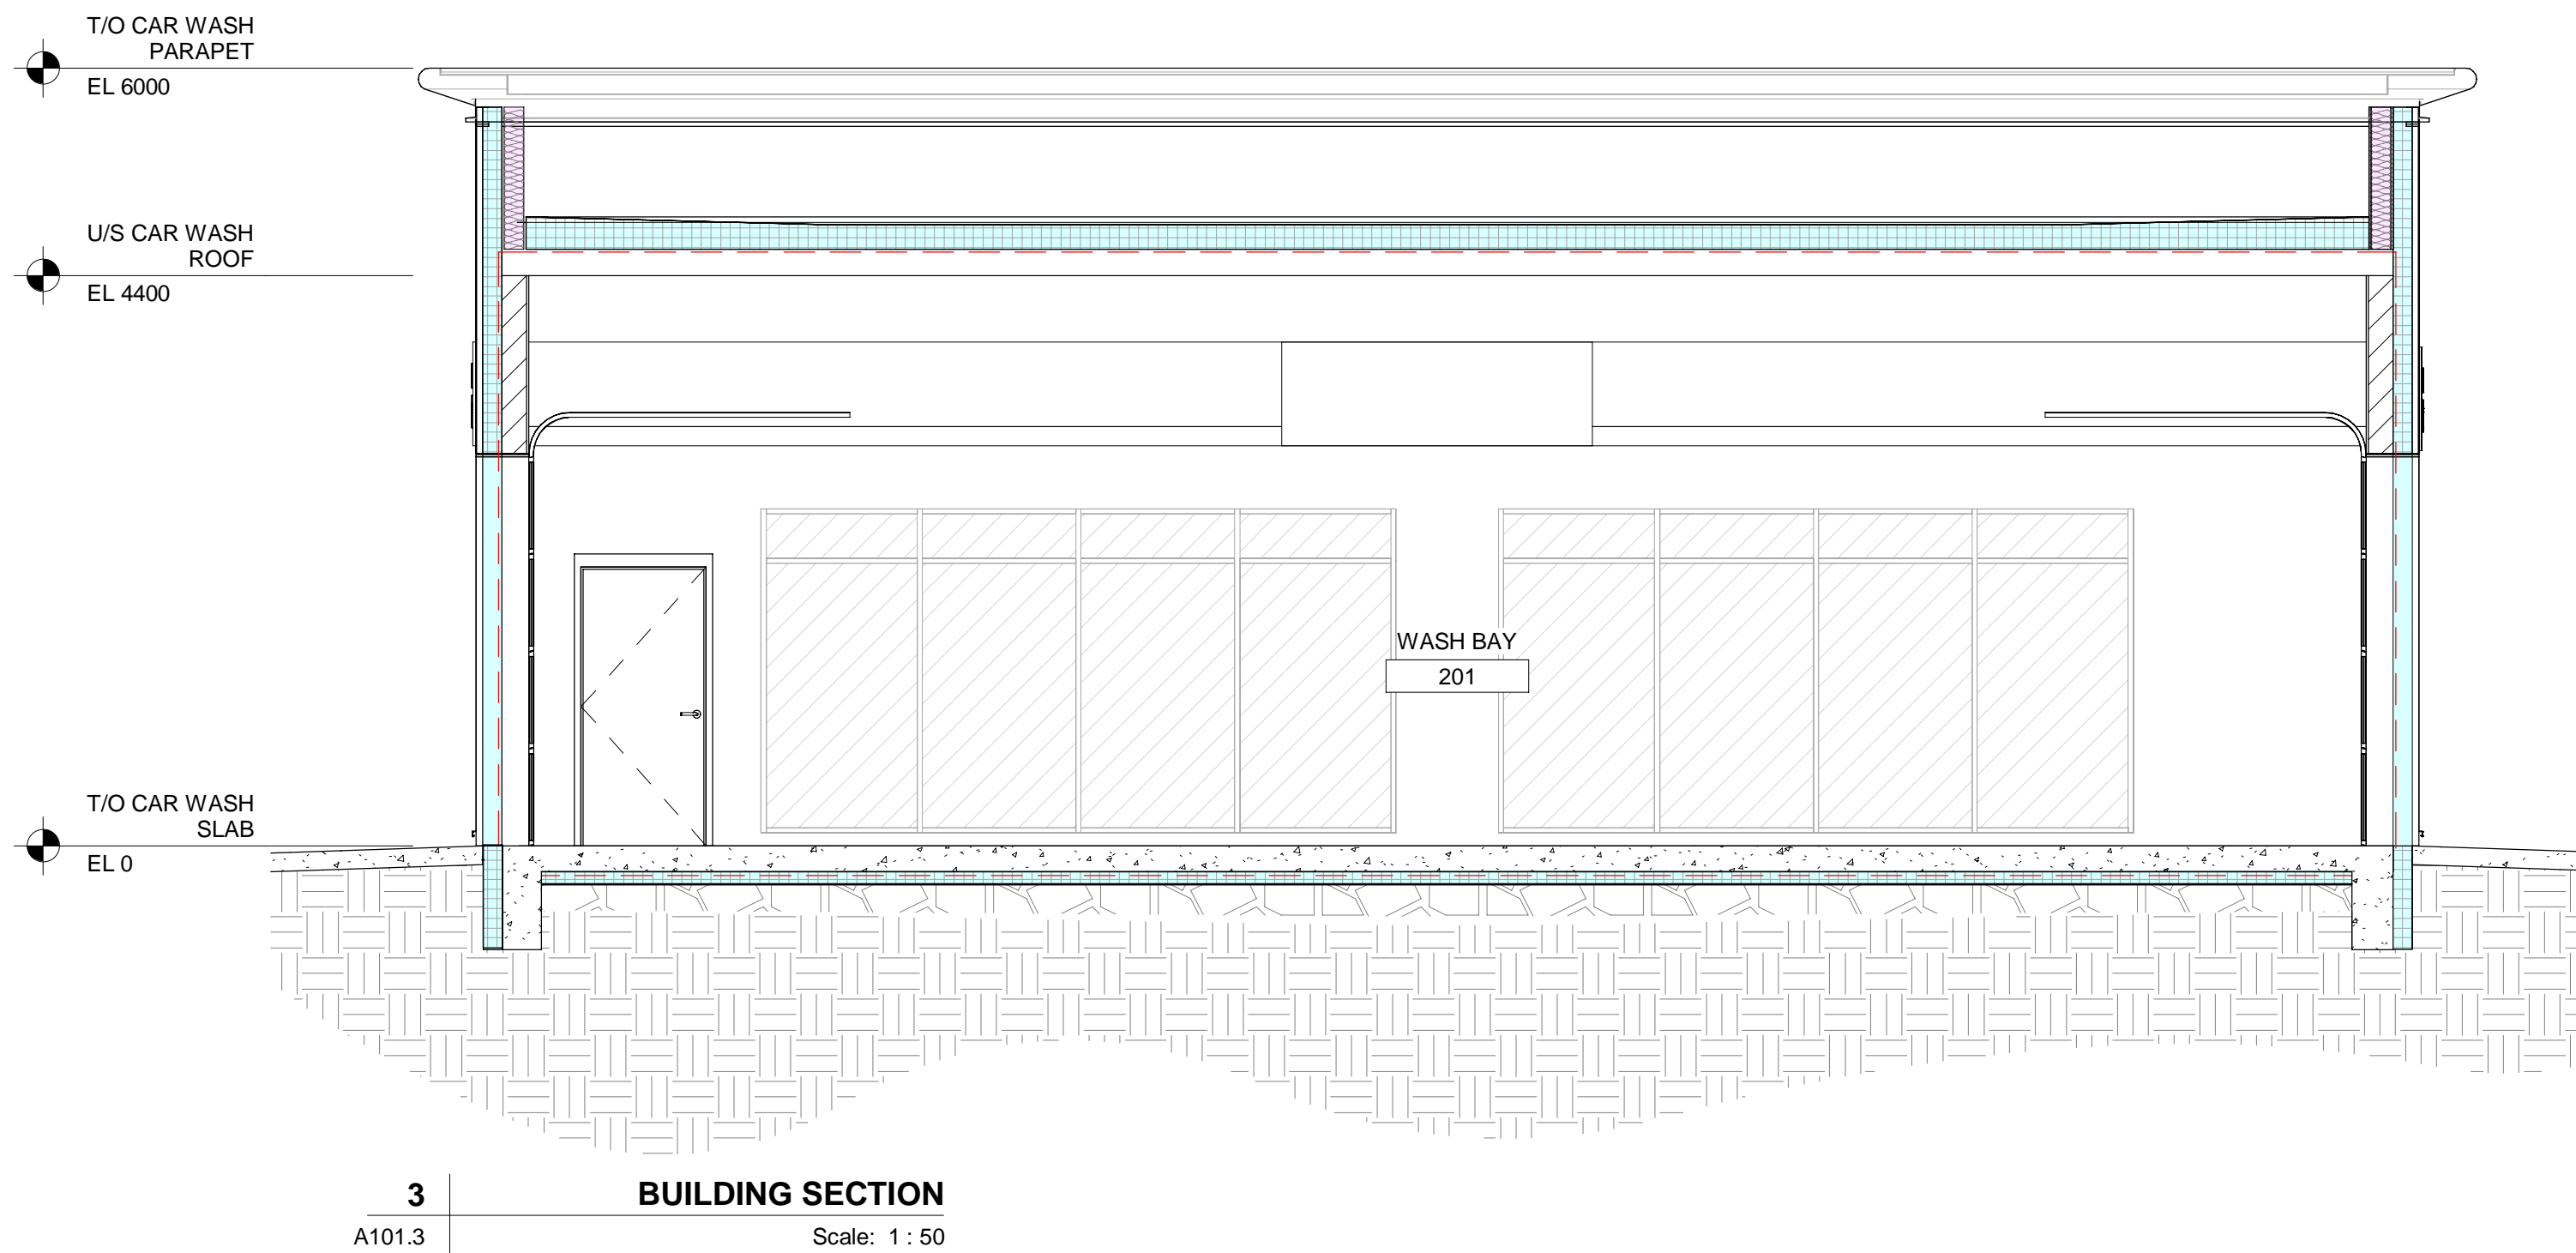 T/O CAR WASH
PARAPET
EL 6000
U/S CAR WASH
ROOF
EL 4400
WASH BAY
201
T/O CAR WASH
SLAB
EL 0
3
BUILDING SECTION
A101.3
Scale: 1 : 50